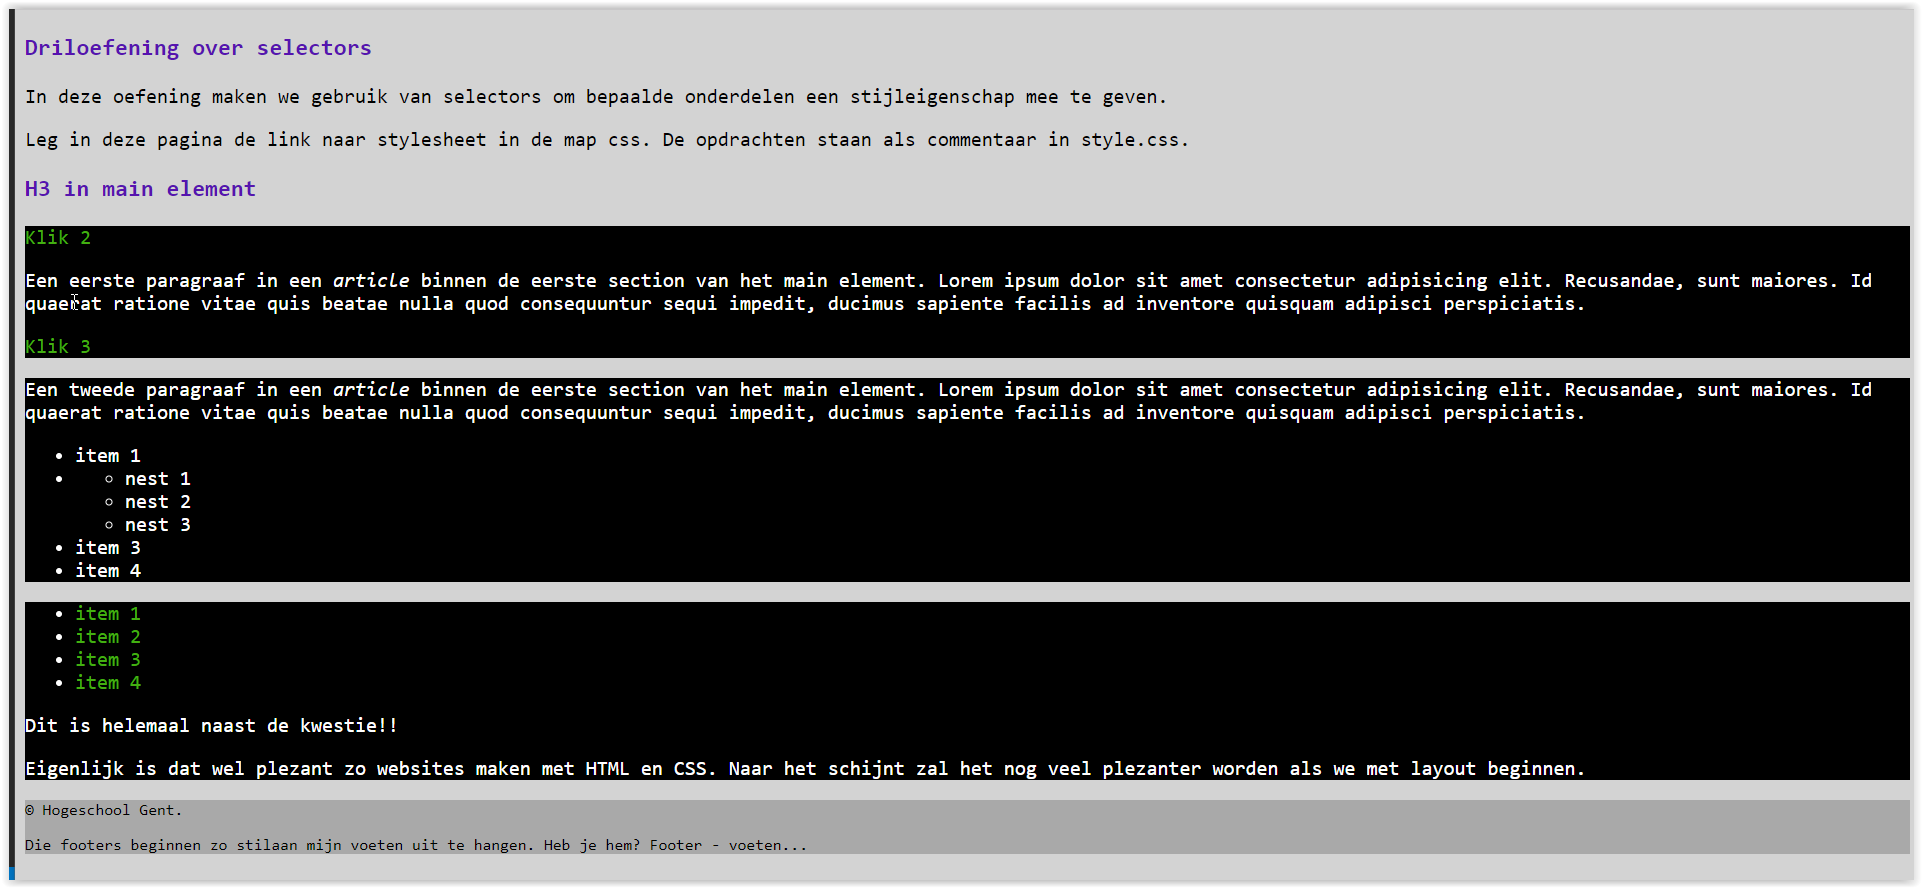 Driloefening over selectors
In deze oefening maken we gebruik van selectors om bepaalde onderdelen een stijleigenschap mee te geven.
Leg in deze pagina de link naar stylesheet in de map css. De opdrachten staan als commentaar in style.css.
H3 in main element
Klik 2
Een eerste paragraaf in een article binnen de eerste section van het main element. Lorem ipsum dolor sit amet consectetur adipisicing elit. Recusandae, sunt maiores. Id
quaerat ratione vitae quis beatae nulla quod consequuntur sequi impedit, ducimus sapiente facilis ad inventore quisquam adipisci perspiciatis.
Klik 3
Een tweede paragraaf in een article binnen de eerste section van het main element. Lorem ipsum dolor sit amet consectetur adipisicing elit. Recusandae, sunt maiores. Id
quaerat ratione vitae quis beatae nulla quod consequuntur sequi impedit, ducimus sapiente facilis ad inventore quisquam adipisci perspiciatis.
• item 1
• ◦ nest 1
◦ nest 2
◦ nest 3
• item 3
• item 4
• item 1
• item 2
• item 3
• item 4
Dit is helemaal naast de kwestie!!
Eigenlijk is dat wel plezant zo websites maken met HTML en CSS. Naar het schijnt zal het nog veel plezanter worden als we met layout beginnen.
© Hogeschool Gent.
Die footers beginnen zo stilaan mijn voeten uit te hangen. Heb je hem? Footer - voeten...